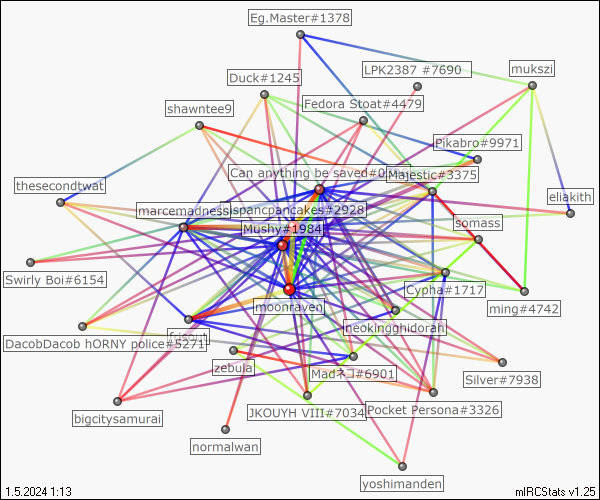 Eg.Master#1378
LPK2387 #7690
mukszi
Duck#1245
Fedora Stoat#4479
shawntee9
Pikabro#9971
Can anything be saved#0
Majestic#3375
thesecondtwat
eliakith
marcemadness
ispancpancakes#2928
Mushy#1984
somass
Swirly Boi#6154
Cypha#1717
moonraven
ming#4742
neokingghidorah
DacobDacob hORNY police#5271
zebula
Madネコ#6901
Silver#7938
bigcitysamurai
JKOUYH VIII#7034
Pocket Persona#3326
normalwan
yoshimanden
1.5.2024 1:13
mIRCStats v1.25